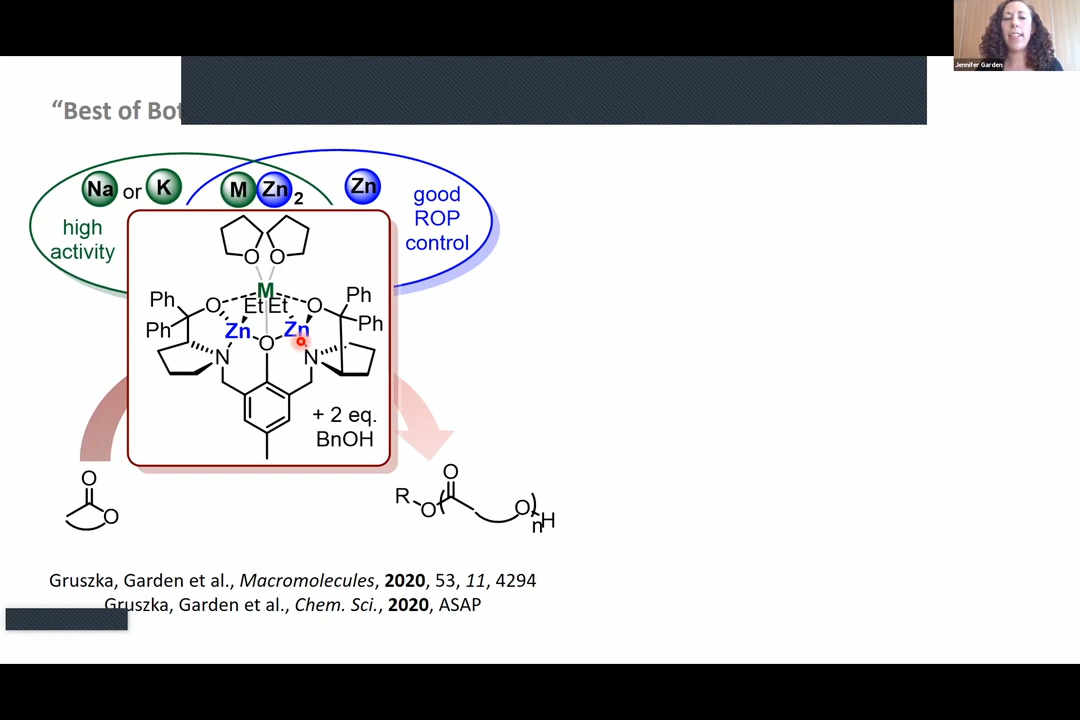 Jennifer Garden
“Best of Bot
Na or K
M Zn2
Zn
high
activity
good
ROP
control
O O
M
Ph O Et Et O Ph
Ph Zn Zn Ph
O
N N
+ 2 eq.
BnOH
O
O
O
R O ( O ) n H
Gruszka, Garden et al., Macromolecules, 2020, 53, 11, 4294
Gruszka, Garden et al., Chem. Sci., 2020, ASAP